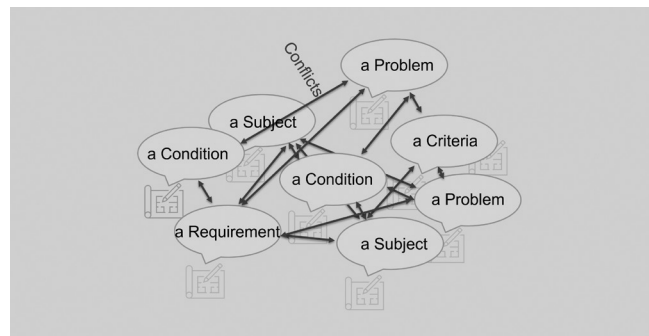 Conflicts
a Problem
a Subject
a Criteria
a Condition
a Condition
a Problem
a Requirement
a Subject